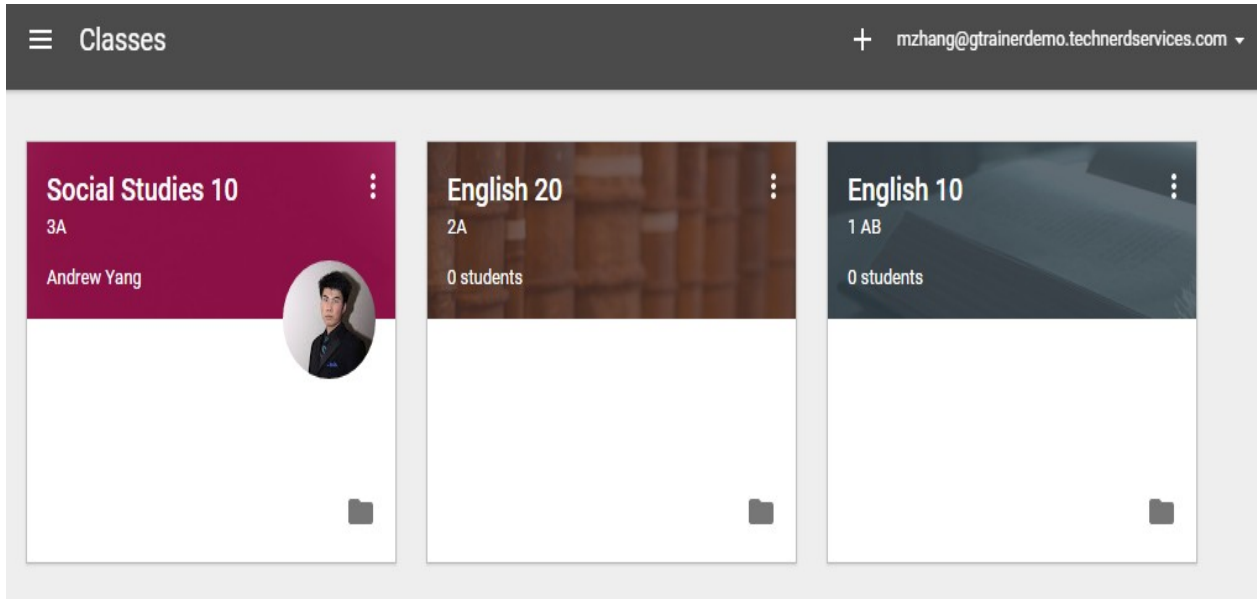 Classes
mzhang@gtrainerdemo.technerdservices.com
Social Studies 10
3A
Andrew Yang
English 20
2A
0 students
English 10
1 AB
0 students